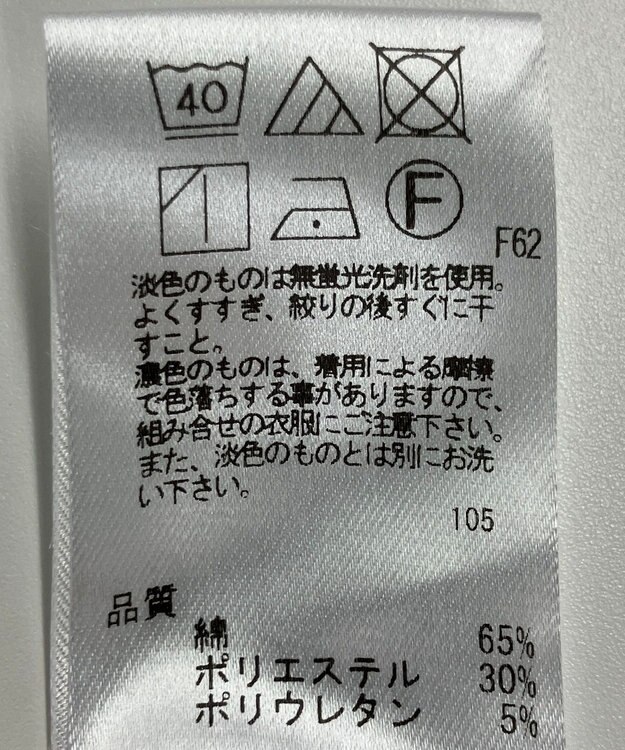 40
F
F62
淡色のものは無蛍光洗剤を使用。
よくすすぎ、絞りの後すぐに干
すこと。
濃色のものは、着用による摩擦
で色落ちする事がありますので、
組み合せの衣服にご注意下さい。
また、淡色のものとは別にお洗
い下さい。
105
品質
綿 65%
ポリエステル 30%
ポリウレタン 5%